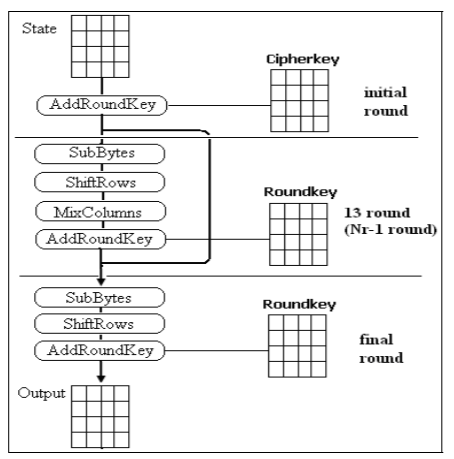 State
Cipherkey
AddRoundKey
initial
round
SubBytes
ShiftRows
MixColumns
AddRoundKey
Roundkey
13 round
(Nr-1 round)
SubBytes
ShiftRows
AddRoundKey
Roundkey
final
round
Output